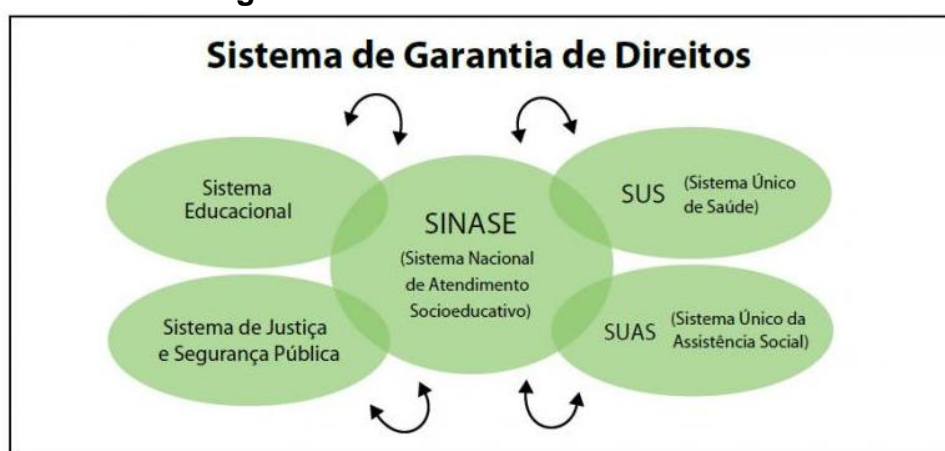 Sistema de Garantia de Direitos
Sistema
Educacional
SINASE
(Sistema Nacional
de Atendimento
Socioeducativo)
SUS (Sistema Único
de Saúde)
Sistema de Justiça
e Segurança Pública
SUAS (Sistema Único da
Assistência Social)